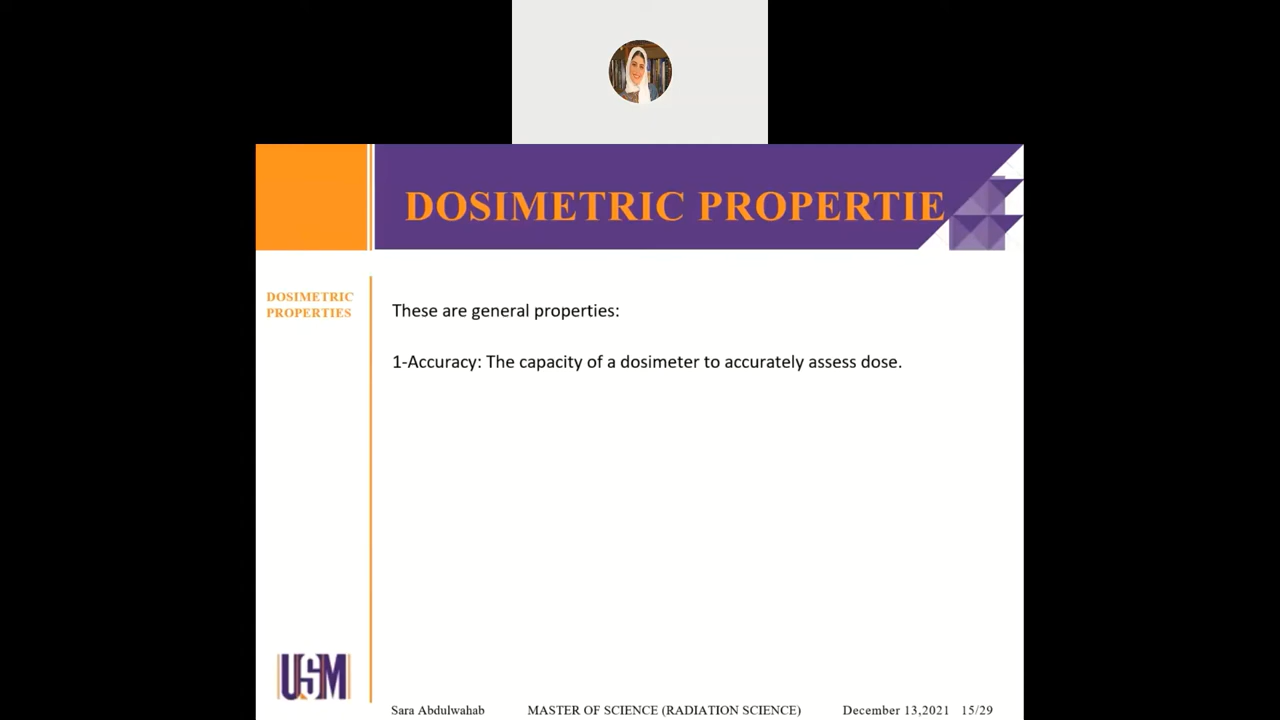 DOSIMETRIC PROPERTIE
DOSIMETRIC
PROPERTIES
These are general properties:
1-Accuracy: The capacity of a dosimeter to accurately assess dose.
USM
Sara Abdulwahab MASTER OF SCIENCE (RADIATION SCIENCE) December 13,2021 15/29